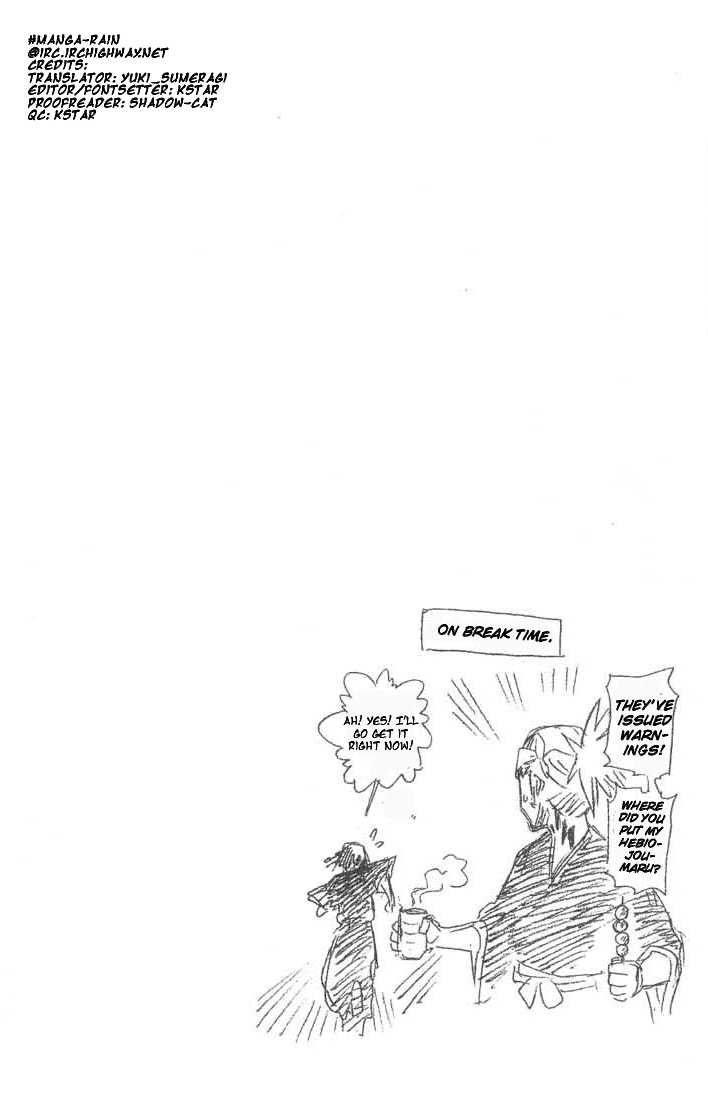 #MANGA-RAIN
@IRC.IRCHIGHWAY.NET
CREDITS:
TRANSLATOR: YUKI_SUMERAGI
EDITOR/FONTSETTER: KSTAR
PROOFREADER: SHADOW-CAT
QC: KSTAR
ON BREAK TIME.
THEY'VE
ISSUED
WARN-
INGS!
WHERE
DID YOU
PUT MY
HEBIO-
JOU-
MARU?
AH! YES! I'LL
GO GET IT
RIGHT NOW!